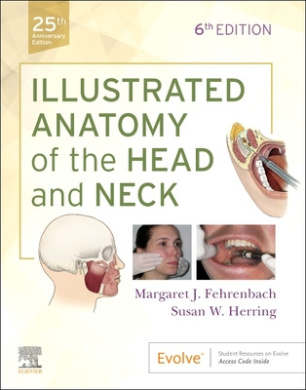 25th
Anniversary
Edition
6th EDITION
ILLUSTRATED
ANATOMY
of the HEAD
and NECK
Margaret J. Fehrenbach
Susan W. Herring
ELSEVIER
Evolve®
Student Resources on Evolve
Access Code Inside